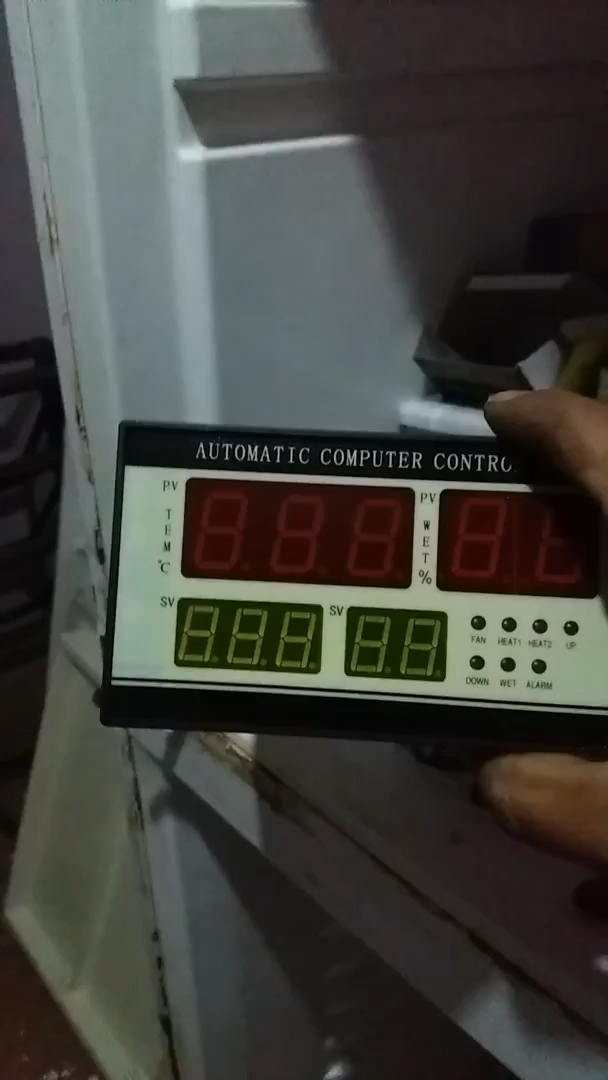 AUTOMATIC COMPUTER CONTRO
PV
TEM
℃
PV
WET
%
SV
SV
FAN HEAT1 HEAT2 UP
DOWN WET ALARM